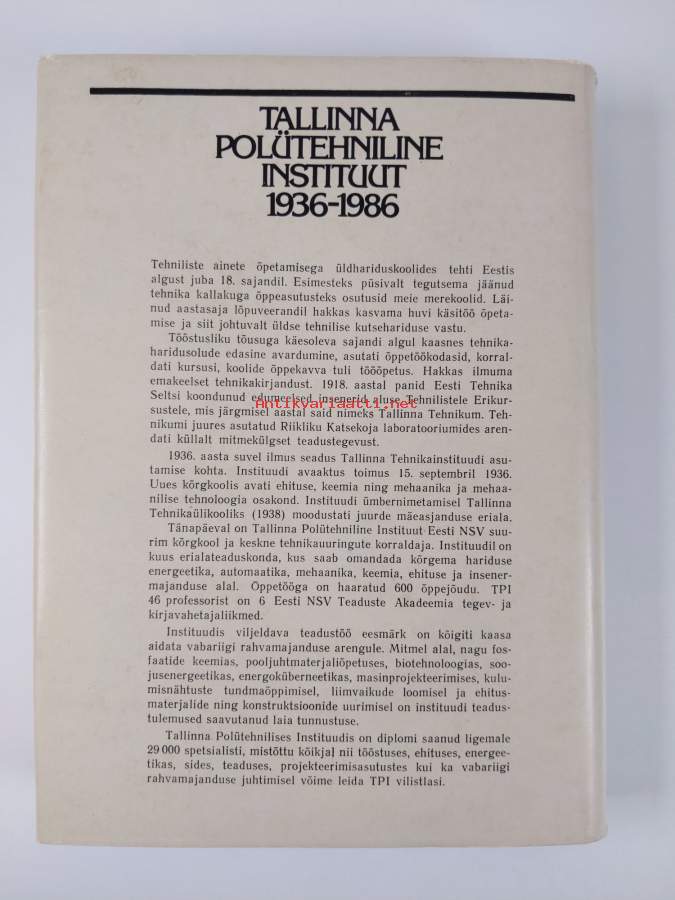 TALLINNA
POLÜTEHNILINE
INSTITUUT
1936-1986
Tehniliste ainete õpetamisega üldhariduskoolides tehti Eestis
algust juba 18. sajandil. Esimesteks püsivalt tegutsema jäänud
tehnika kallakuga õppeasutusteks osutusid meie merekoolid. Läi-
nud aastasaja lõpuveerandil hakkas kasvama huvi käsitöö õpeta-
mise ja siit johtuvalt üldse tehnilise kutsehariduse vastu.
Tööstusliku tõusuga käesoleva sajandi algul kaasnes tehnika-
haridusolude edasine avardumine, asutati õppetöökodasid, korral-
dati kursusi, koolide õppekavva tuli tööõpetus. Hakkas ilmuma
emakeelset tehnikakirjandust. 1918. aastal panid Eesti Tehnika
Seltsi koondunud edumeelsed insenerid aluse Tehnilistele Erikur-
Antikvariaatti.net
sustele, mis järgmisel aastal said nimeks Tallinna Tehnikum. Teh-
nikumi juures asutatud Riikliku Katsekoja laboratooriumides aren-
dati küllalt mitmekülgset teadustegevust.
1936. aasta suvel ilmus seadus Tallinna Tehnikainstituudi asu-
tamise kohta. Instituudi avaaktus toimus 15. septembril 1936.
Uues kõrgkoolis avati ehituse, keemia ning mehaanika ja mehaa-
nilise tehnoloogia osakond. Instituudi ümbernimetamisel Tallinna
Tehnikaülikooliks (1938) moodustati juurde mäeasjanduse eriala.
Tänapäeval on Tallinna Polütehniline Instituut Eesti NSV suu-
rim kõrgkool ja keskne tehnikauuringute korraldaja. Instituudil on
kuus erialateaduskonda, kus saab omandada kõrgema hariduse
energeetika, automaatika, mehaanika, keemia, ehituse ja insener-
majanduse alal. Õppetööga on haaratud 600 õppejõudu. TPI
46 professorist on 6 Eesti NSV Teaduste Akadeemia tegev- ja
kirjavahetajaliikmed.
Instituudis viljeldava teadustöö eesmärk on kõigiti kaasa
aidata vabariigi rahvamajanduse arengule. Mitmel alal, nagu fos-
faatide keemias, pooljuhtmaterjaliõpetuses, biotehnoloogias, soo-
jusenergeetikas, energoküberneetikas, masinprojekteerimises, kulu-
misnähtuste tundmaõppimisel, liimvaikude loomisel ja ehitus-
materjalide ning konstruktsioonide uurimisel on instituudi teadus-
tulemused saavutanud laia tunnustuse.
Tallinna Polütehnilises Instituudis on diplomi saanud ligemale
29 000 spetsialisti, mistõttu kõikjal nii tööstuses, ehituses, energee-
tikas, sides, teaduses, projekteerimisasutustes kui ka vabariigi
rahvamajanduse juhtimisel võime leida TPI vilistlasi.